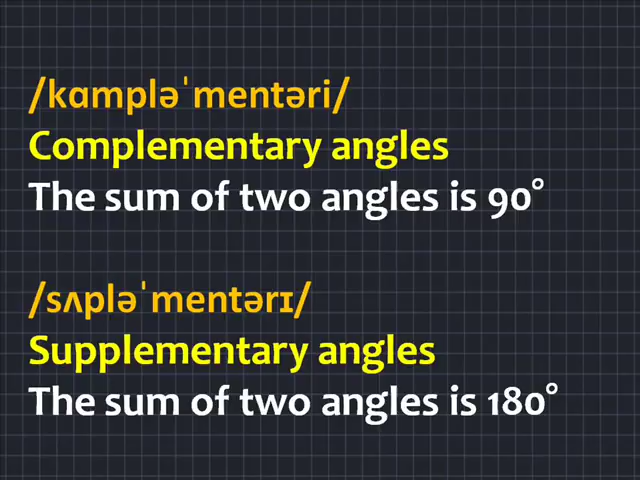 /kɑmpləˈmentəri/
Complementary angles
The sum of two angles is 90°
/sʌpləˈmentərɪ/
Supplementary angles
The sum of two angles is 180°